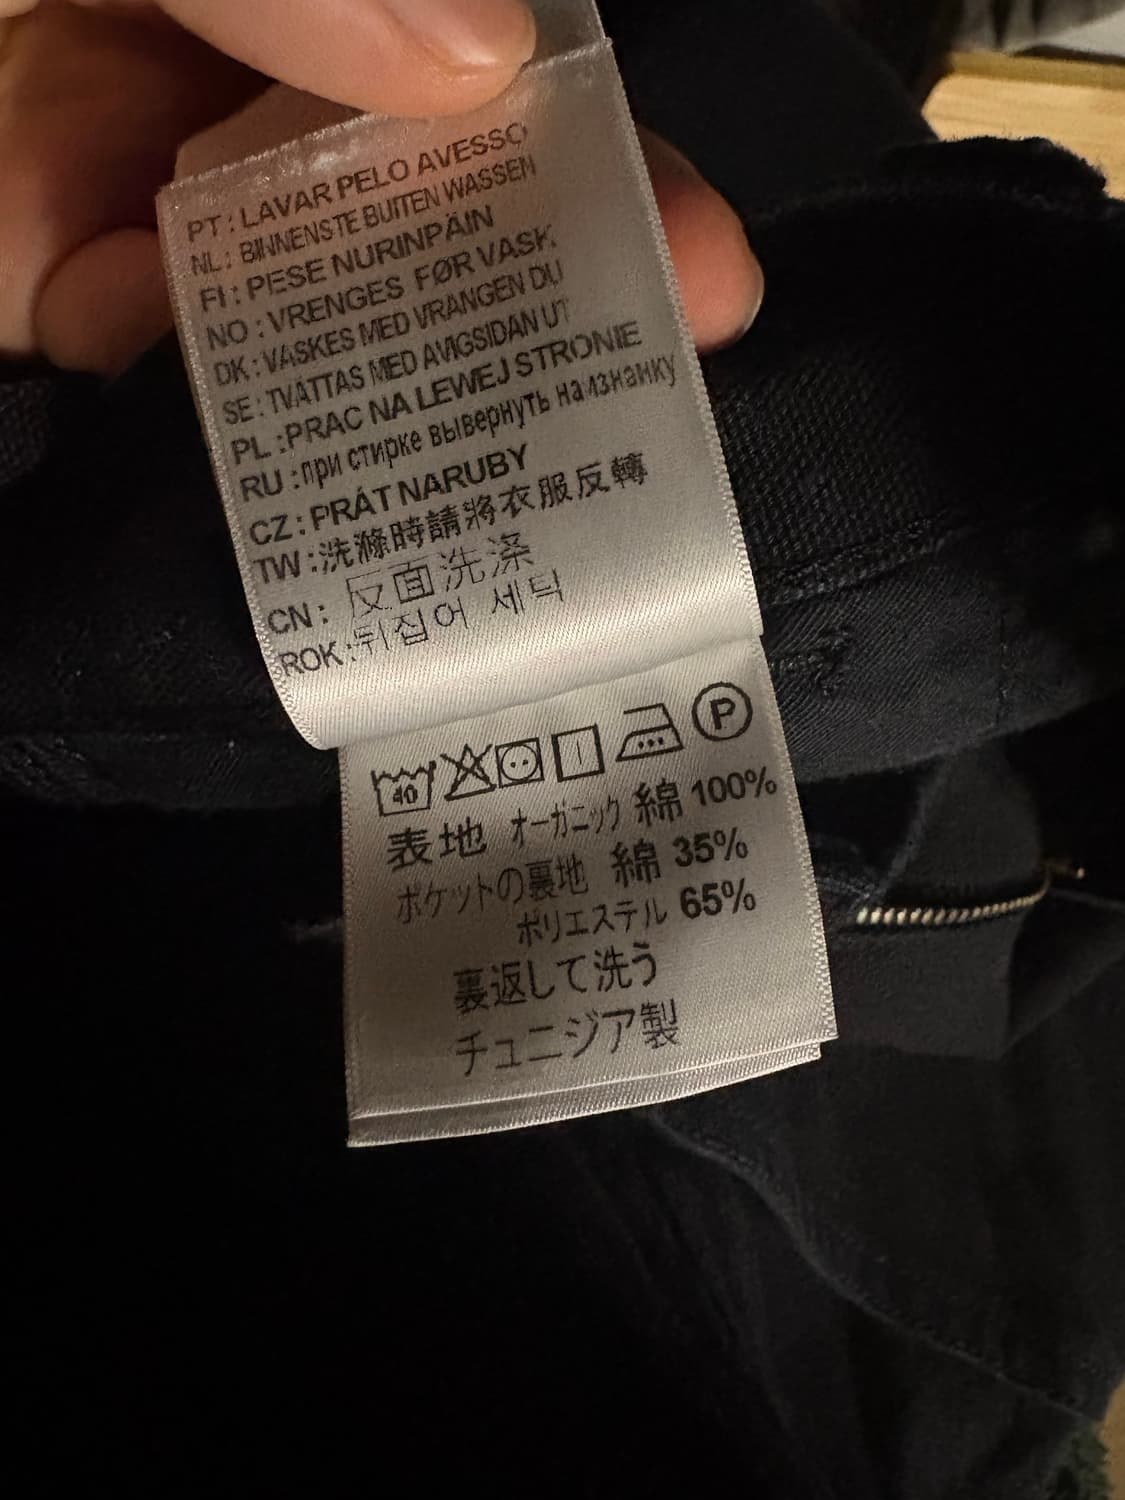 PT : LAVAR PELO AVESSO
NL : BINNENSTE BUITEN WASSEN
FI : PESE NURINPÄIN
NO : VRENGES FØR VASK
DK : VASKES MED VRANGEN DU
SE : TVATTAS MED AVIGSIDAN UT
PL : PRAC NA LEWEJ STRONIE
RU : при стирке вывернуть наизнанку
CZ : PRÁT NARUBY
TW : 洗滌時請將衣服反轉
CN : 反面洗涤
ROK : 뒤집어 세탁
40 P
表地 オーガニック 綿 100%
ポケットの裏地 綿 35%
ポリエステル 65%
裏返して洗う
チュニジア製